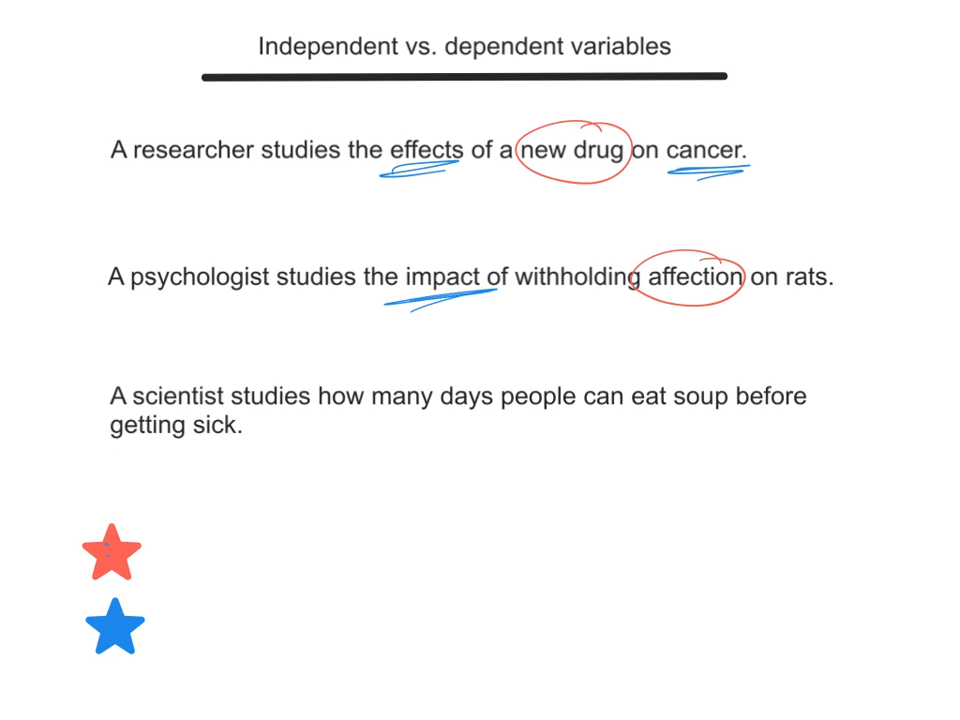 Independent vs. dependent variables
A researcher studies the effects of a new drug on cancer.
A psychologist studies the impact of withholding affection on rats.
A scientist studies how many days people can eat soup before
getting sick.